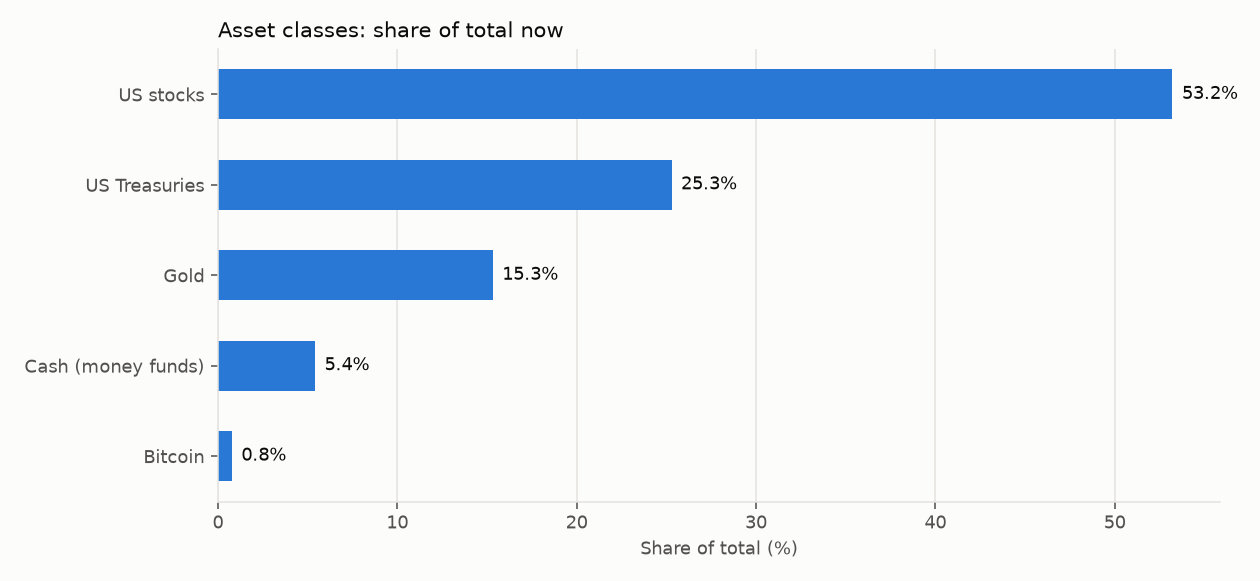 Asset classes: share of total now
US stocks
53.2%
US Treasuries
25.3%
Gold
15.3%
Cash (money funds)
5.4%
Bitcoin
0.8%
0 10 20 30 40 50
Share of total (%)